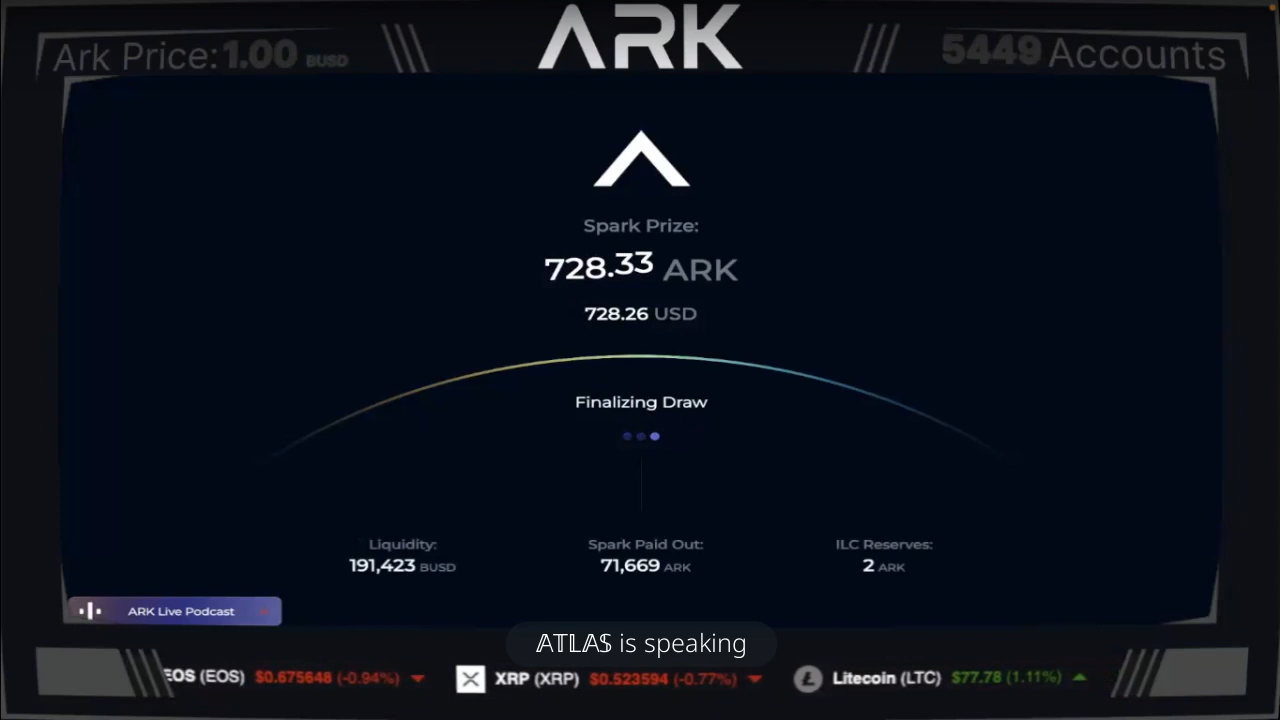 Ark Price: 1.00 BUSD
ARK
5449 Accounts
Spark Prize:
728.33 ARK
728.26 USD
Finalizing Draw
Liquidity:
191,423 BUSD
Spark Paid Out:
71,669 ARK
ILC Reserves:
2 ARK
ARK Live Podcast
ATLAS is speaking
EOS (EOS) $0.675648 (-0.94%)
XRP (XRP) $0.523594 (-0.77%)
Litecoin (LTC) $77.78 (1.11%)